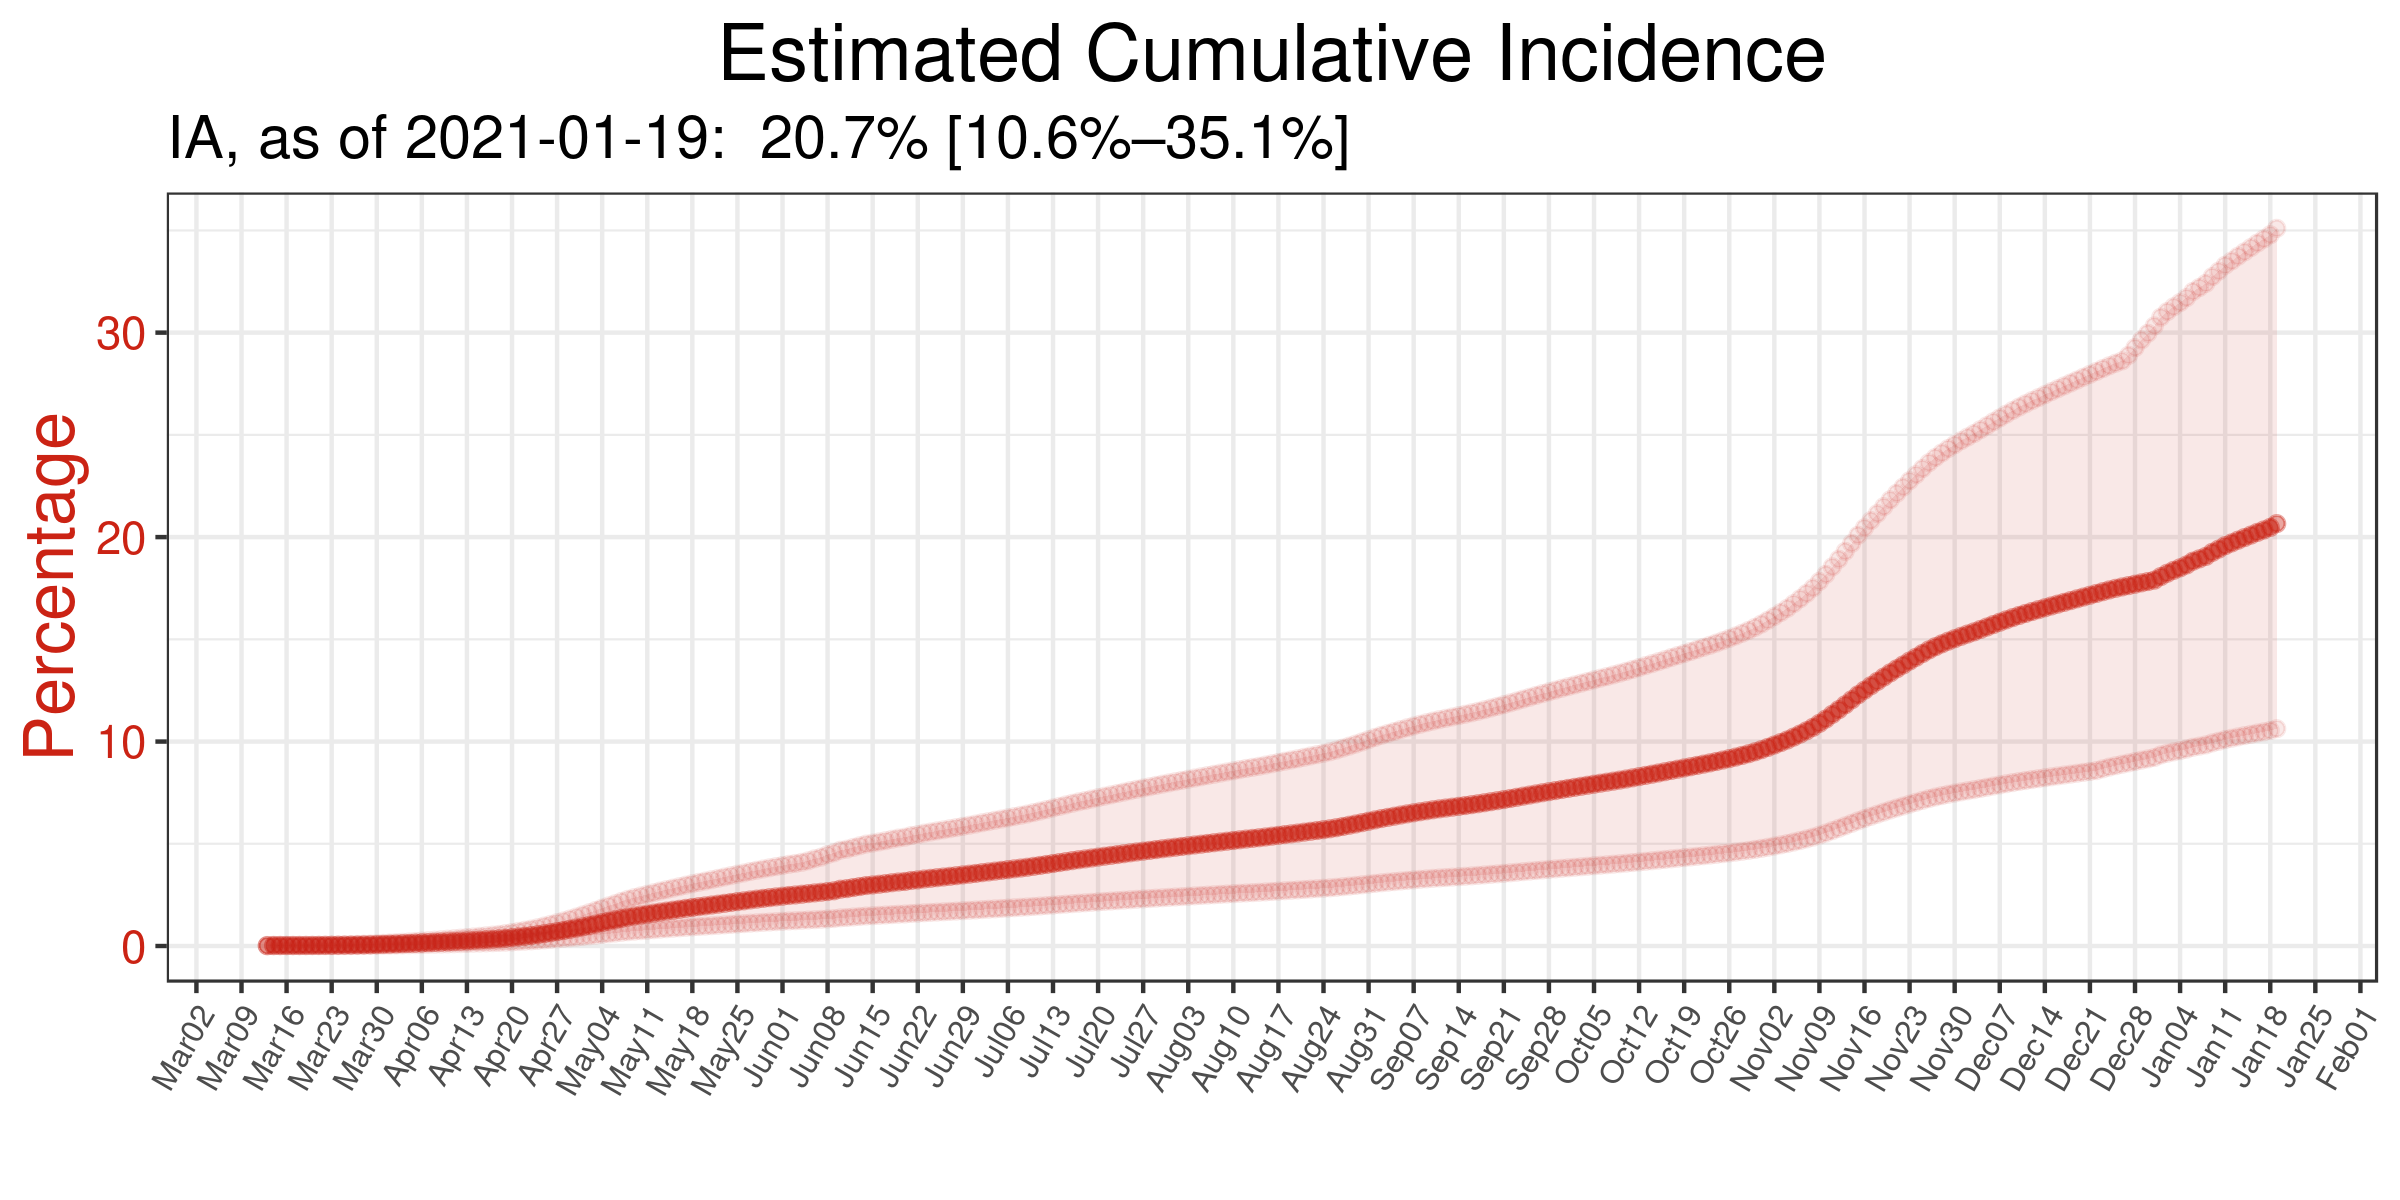 Estimated Cumulative Incidence
IA, as of 2021-01-19:  20.7% [10.6%–35.1%]
Percentage
30
20
10
0
Mar02 Mar09 Mar16 Mar23 Mar30 Apr06 Apr13 Apr20 Apr27 May04 May11 May18 May25 Jun01 Jun08 Jun15 Jun22 Jun29 Jul06 Jul13 Jul20 Jul27 Aug03 Aug10 Aug17 Aug24 Aug31 Sep07 Sep14 Sep21 Sep28 Oct05 Oct12 Oct19 Oct26 Nov02 Nov09 Nov16 Nov23 Nov30 Dec07 Dec14 Dec21 Dec28 Jan04 Jan11 Jan18 Jan25 Feb01